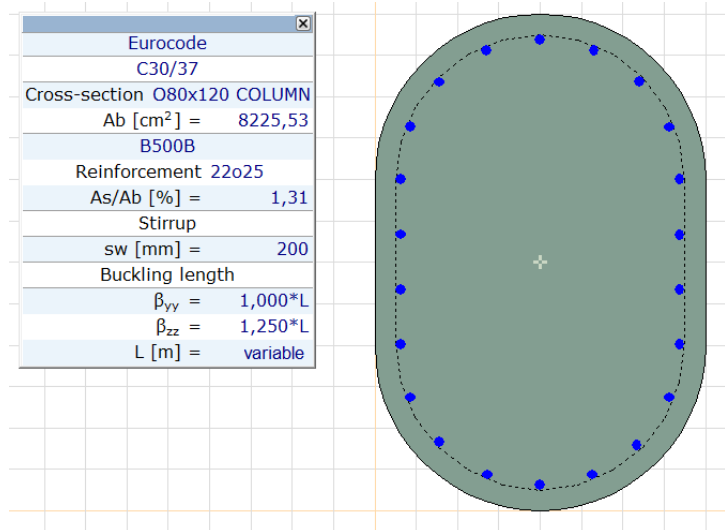 Eurocode
C30/37
Cross-section O80x120 COLUMN
Ab [cm²] = 8225,53
B500B
Reinforcement 22o25
As/Ab [%] = 1,31
Stirrup
sw [mm] = 200
Buckling length
βyy = 1,000*L
βzz = 1,250*L
L [m] = variable